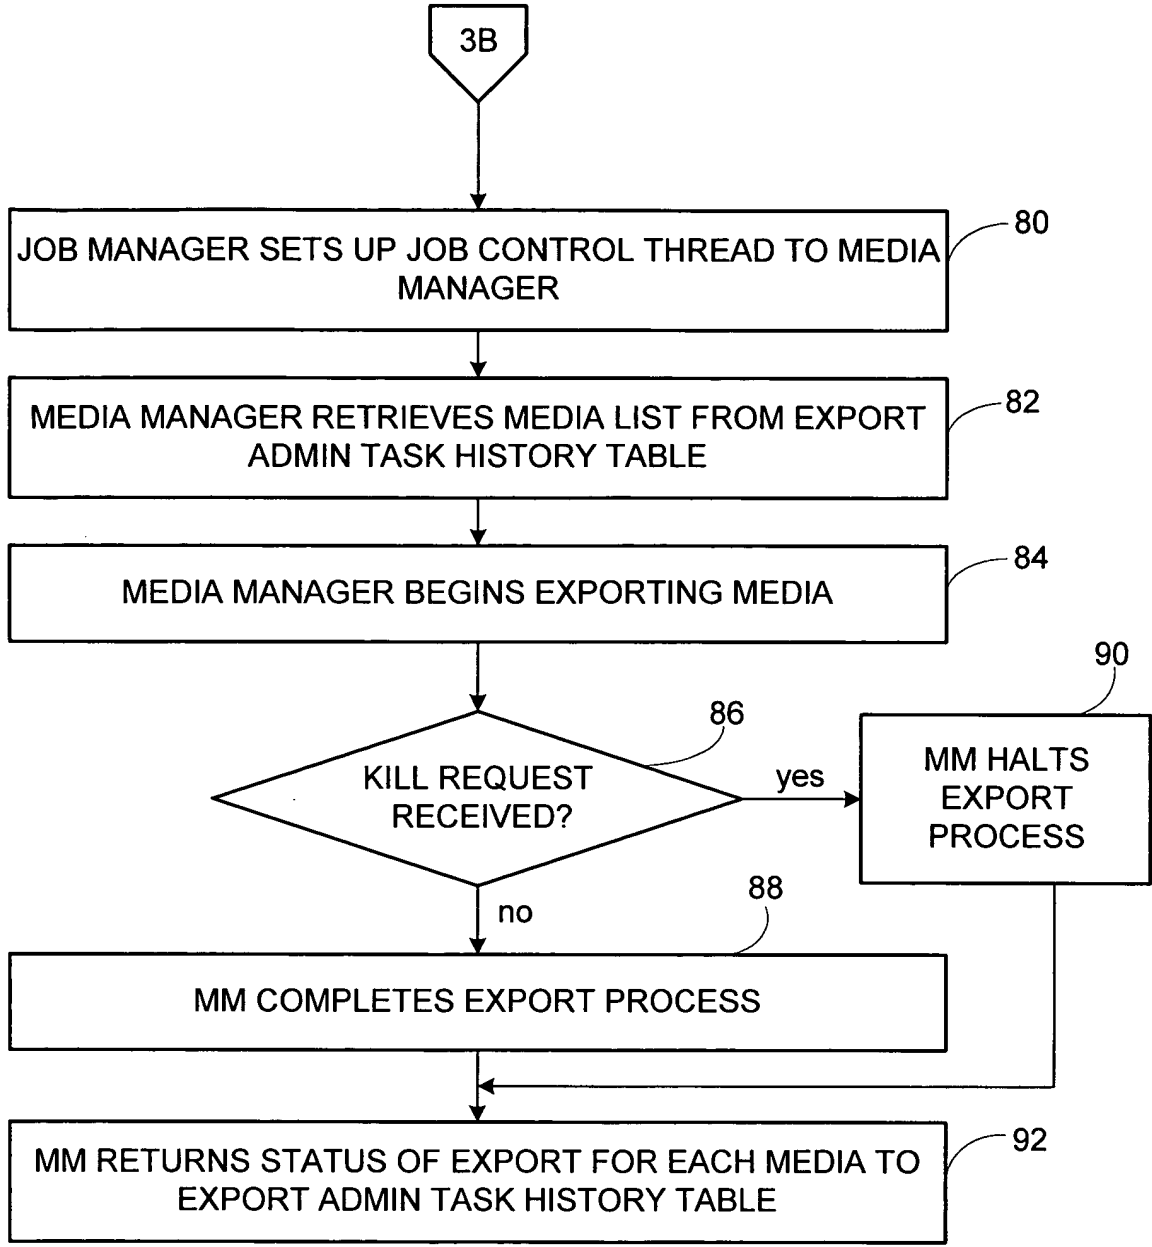 3B
80
JOB MANAGER SETS UP JOB CONTROL THREAD TO MEDIA
MANAGER
82
MEDIA MANAGER RETRIEVES MEDIA LIST FROM EXPORT
ADMIN TASK HISTORY TABLE
84
MEDIA MANAGER BEGINS EXPORTING MEDIA
90
86
KILL REQUEST
RECEIVED?
yes
MM HALTS
EXPORT
PROCESS
88
no
MM COMPLETES EXPORT PROCESS
92
MM RETURNS STATUS OF EXPORT FOR EACH MEDIA TO
EXPORT ADMIN TASK HISTORY TABLE